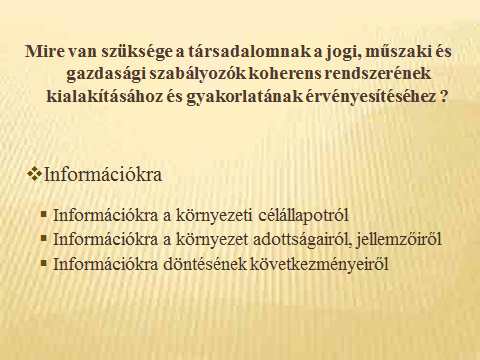 Mire van szüksége a társadalomnak a jogi, műszaki és
gazdasági szabályozók koherens rendszerének
kialakításához és gyakorlatának érvényesítéséhez ?
❖Információkra
▪ Információkra a környezeti célállapotról
▪ Információkra a környezet adottságairól, jellemzőiről
▪ Információkra döntésének következményeiről